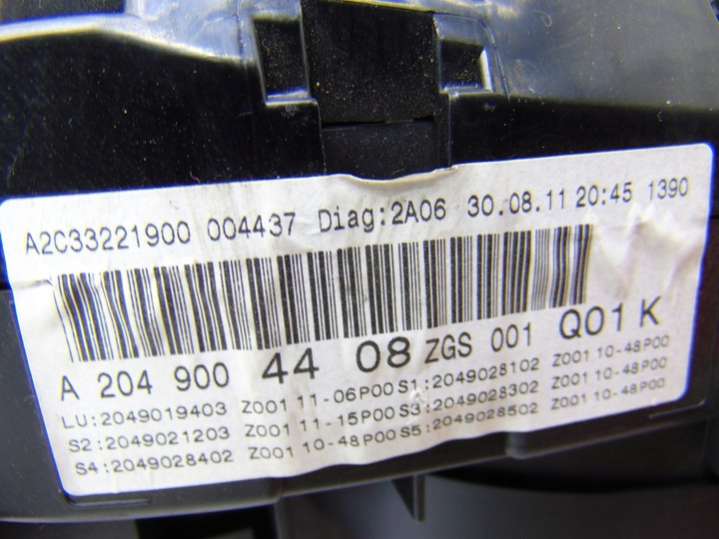 A2C33221900 004437 Diag:2A06 30.08.11 20:45 1390
A 204 900 44 08 ZGS 001 Q01 K
LU:2049019403 Z001 11-06P00 S1:2049028102 Z001 10-48P00
S2:2049021203 Z001 11-15P00 S3:2049028302 Z001 10-48P00
S4:2049028402 Z001 10-48P00 S5:2049028502 Z001 10-48P00